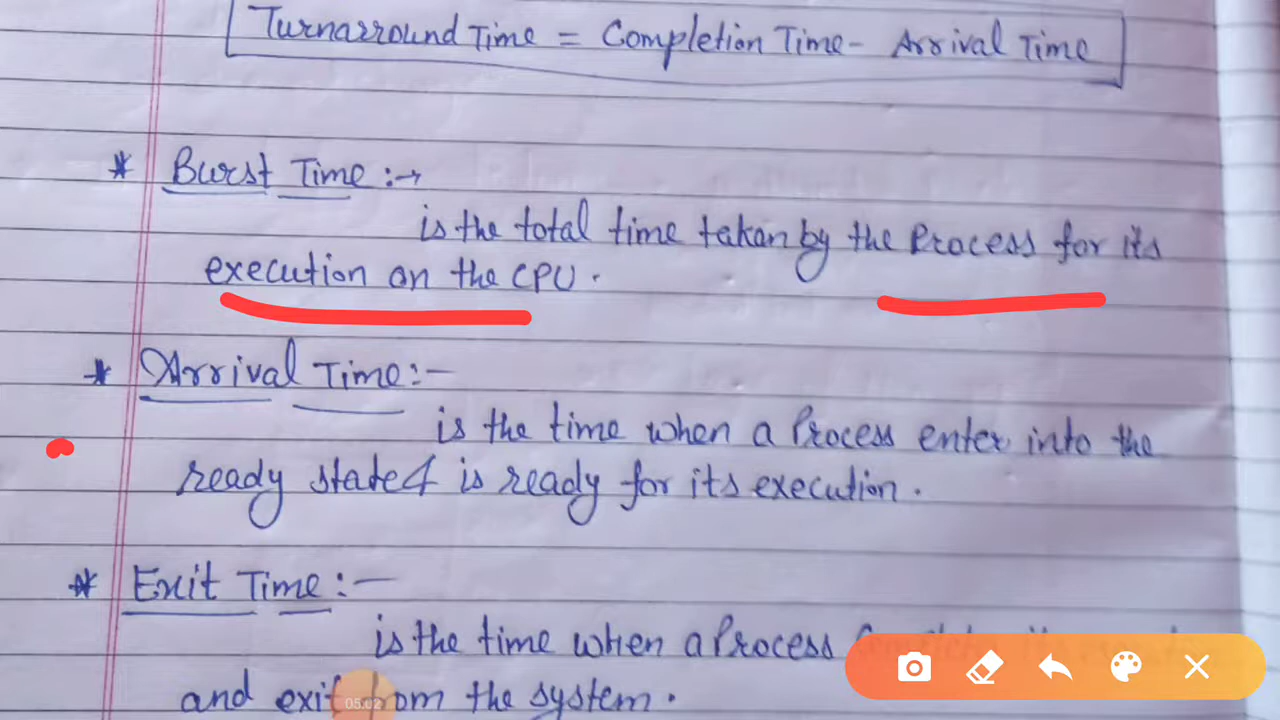 Turnarround Time = Completion Time - Arrival Time
* Burst Time :→
is the total time taken by the Process for its
execution on the CPU.
* Arrival Time :-
is the time when a Process enter into the
ready state & is ready for its execution.
* Exit Time :-
is the time when a Process
and exit from the system.
05:02